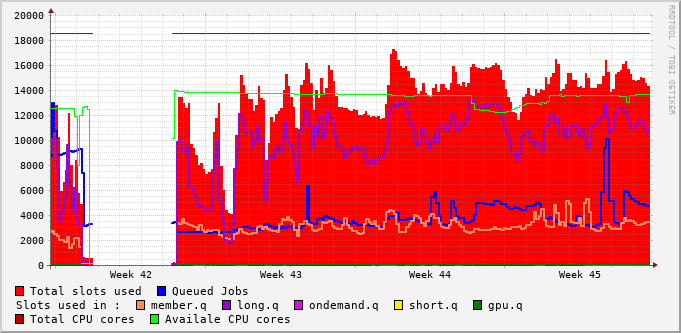 20000
18000
16000
14000
12000
10000
8000
6000
4000
2000
0
Week 42 Week 43 Week 44 Week 45
RRDTOOL / TOBI OETIKER
Total slots used Queued Jobs
Slots used in : member.q long.q ondemand.q short.q gpu.q
Total CPU cores Availale CPU cores